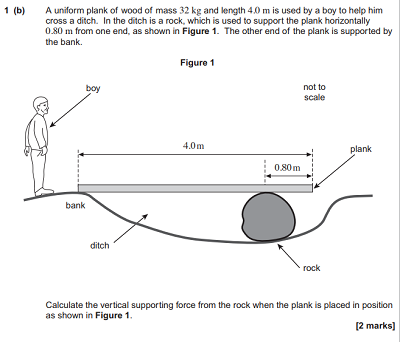 1 (b) A uniform plank of wood of mass 32 kg and length 4.0 m is used by a boy to help him
cross a ditch. In the ditch is a rock, which is used to support the plank horizontally
0.80 m from one end, as shown in Figure 1. The other end of the plank is supported by
the bank.
Figure 1
boy
not to
scale
4.0 m
plank
0.80 m
bank
ditch
rock
Calculate the vertical supporting force from the rock when the plank is placed in position
as shown in Figure 1.
[2 marks]